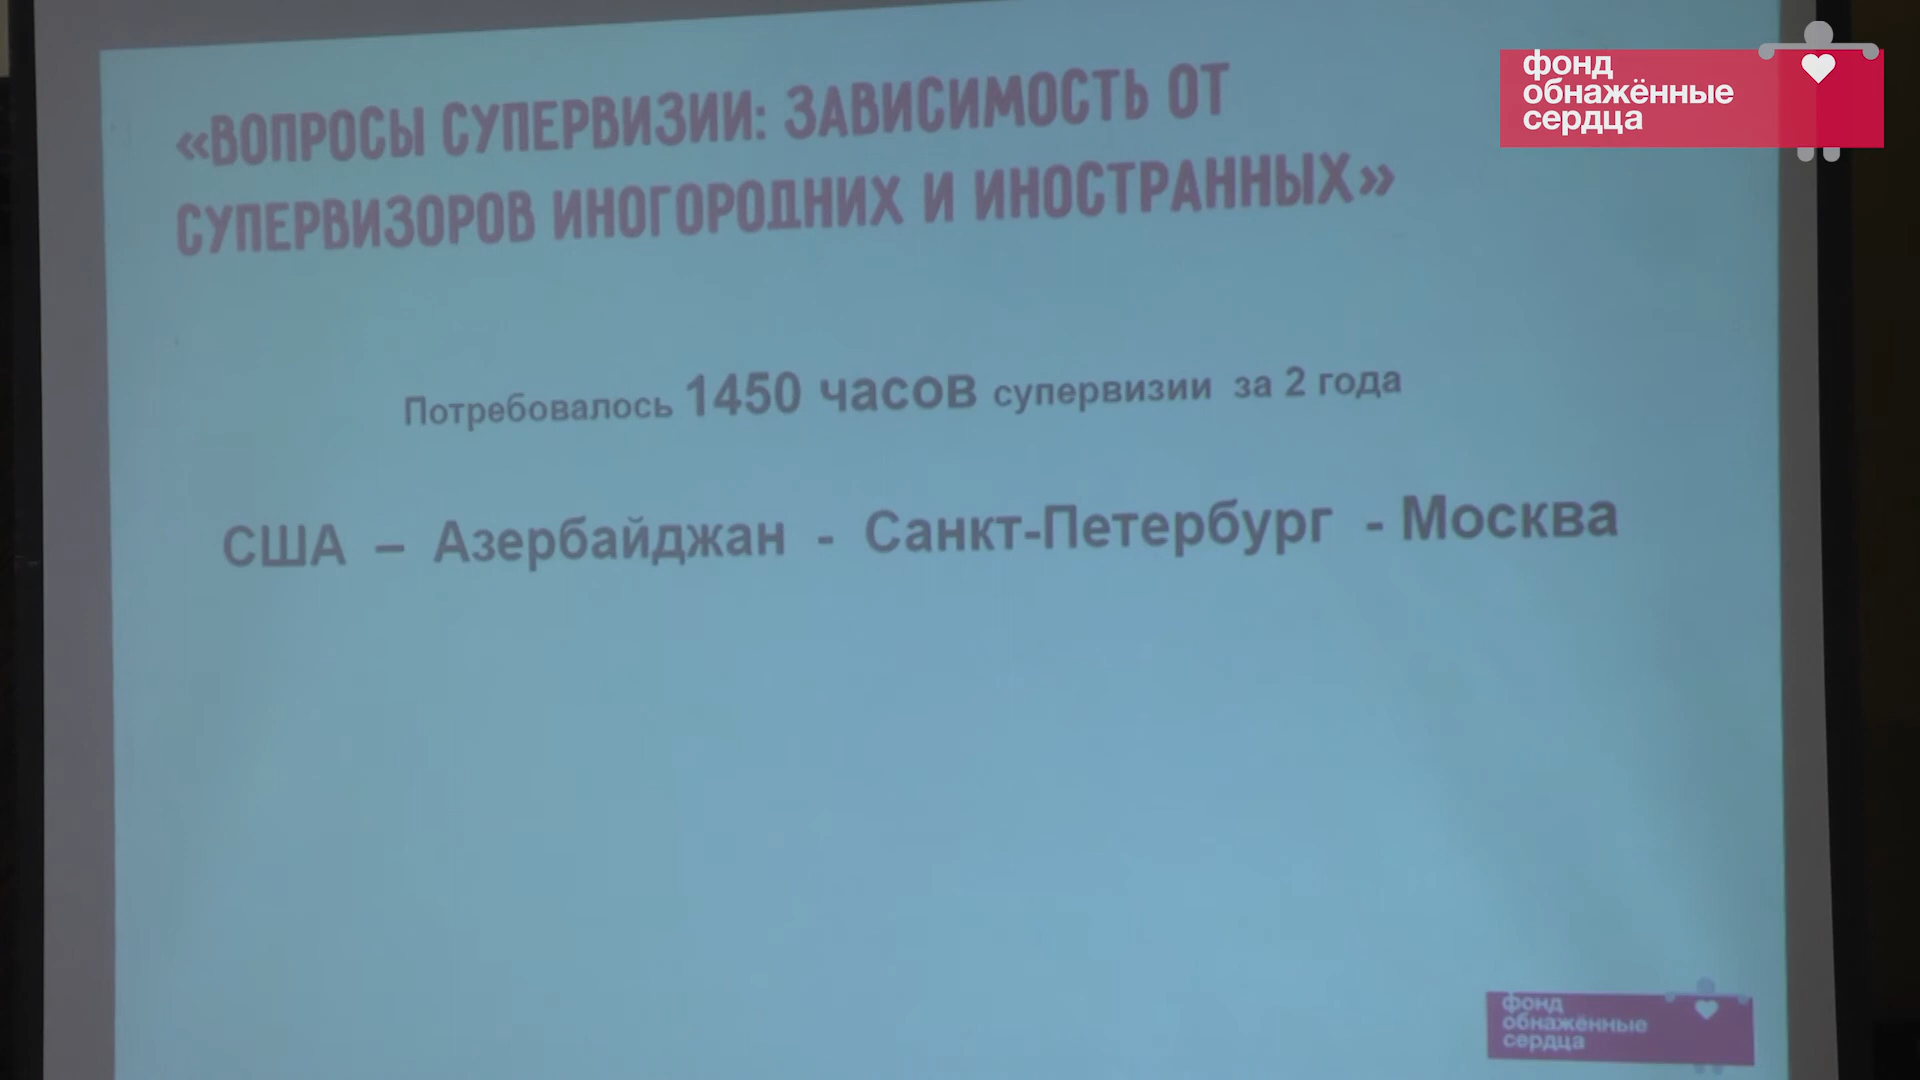 «ВОПРОСЫ СУПЕРВИЗИИ: ЗАВИСИМОСТЬ ОТ
СУПЕРВИЗОРОВ ИНОГОРОДНИХ И ИНОСТРАННЫХ»
фонд
обнажённые
сердца
Потребовалось 1450 часов супервизии за 2 года
США – Азербайджан - Санкт-Петербург - Москва
фонд
обнажённые
сердца